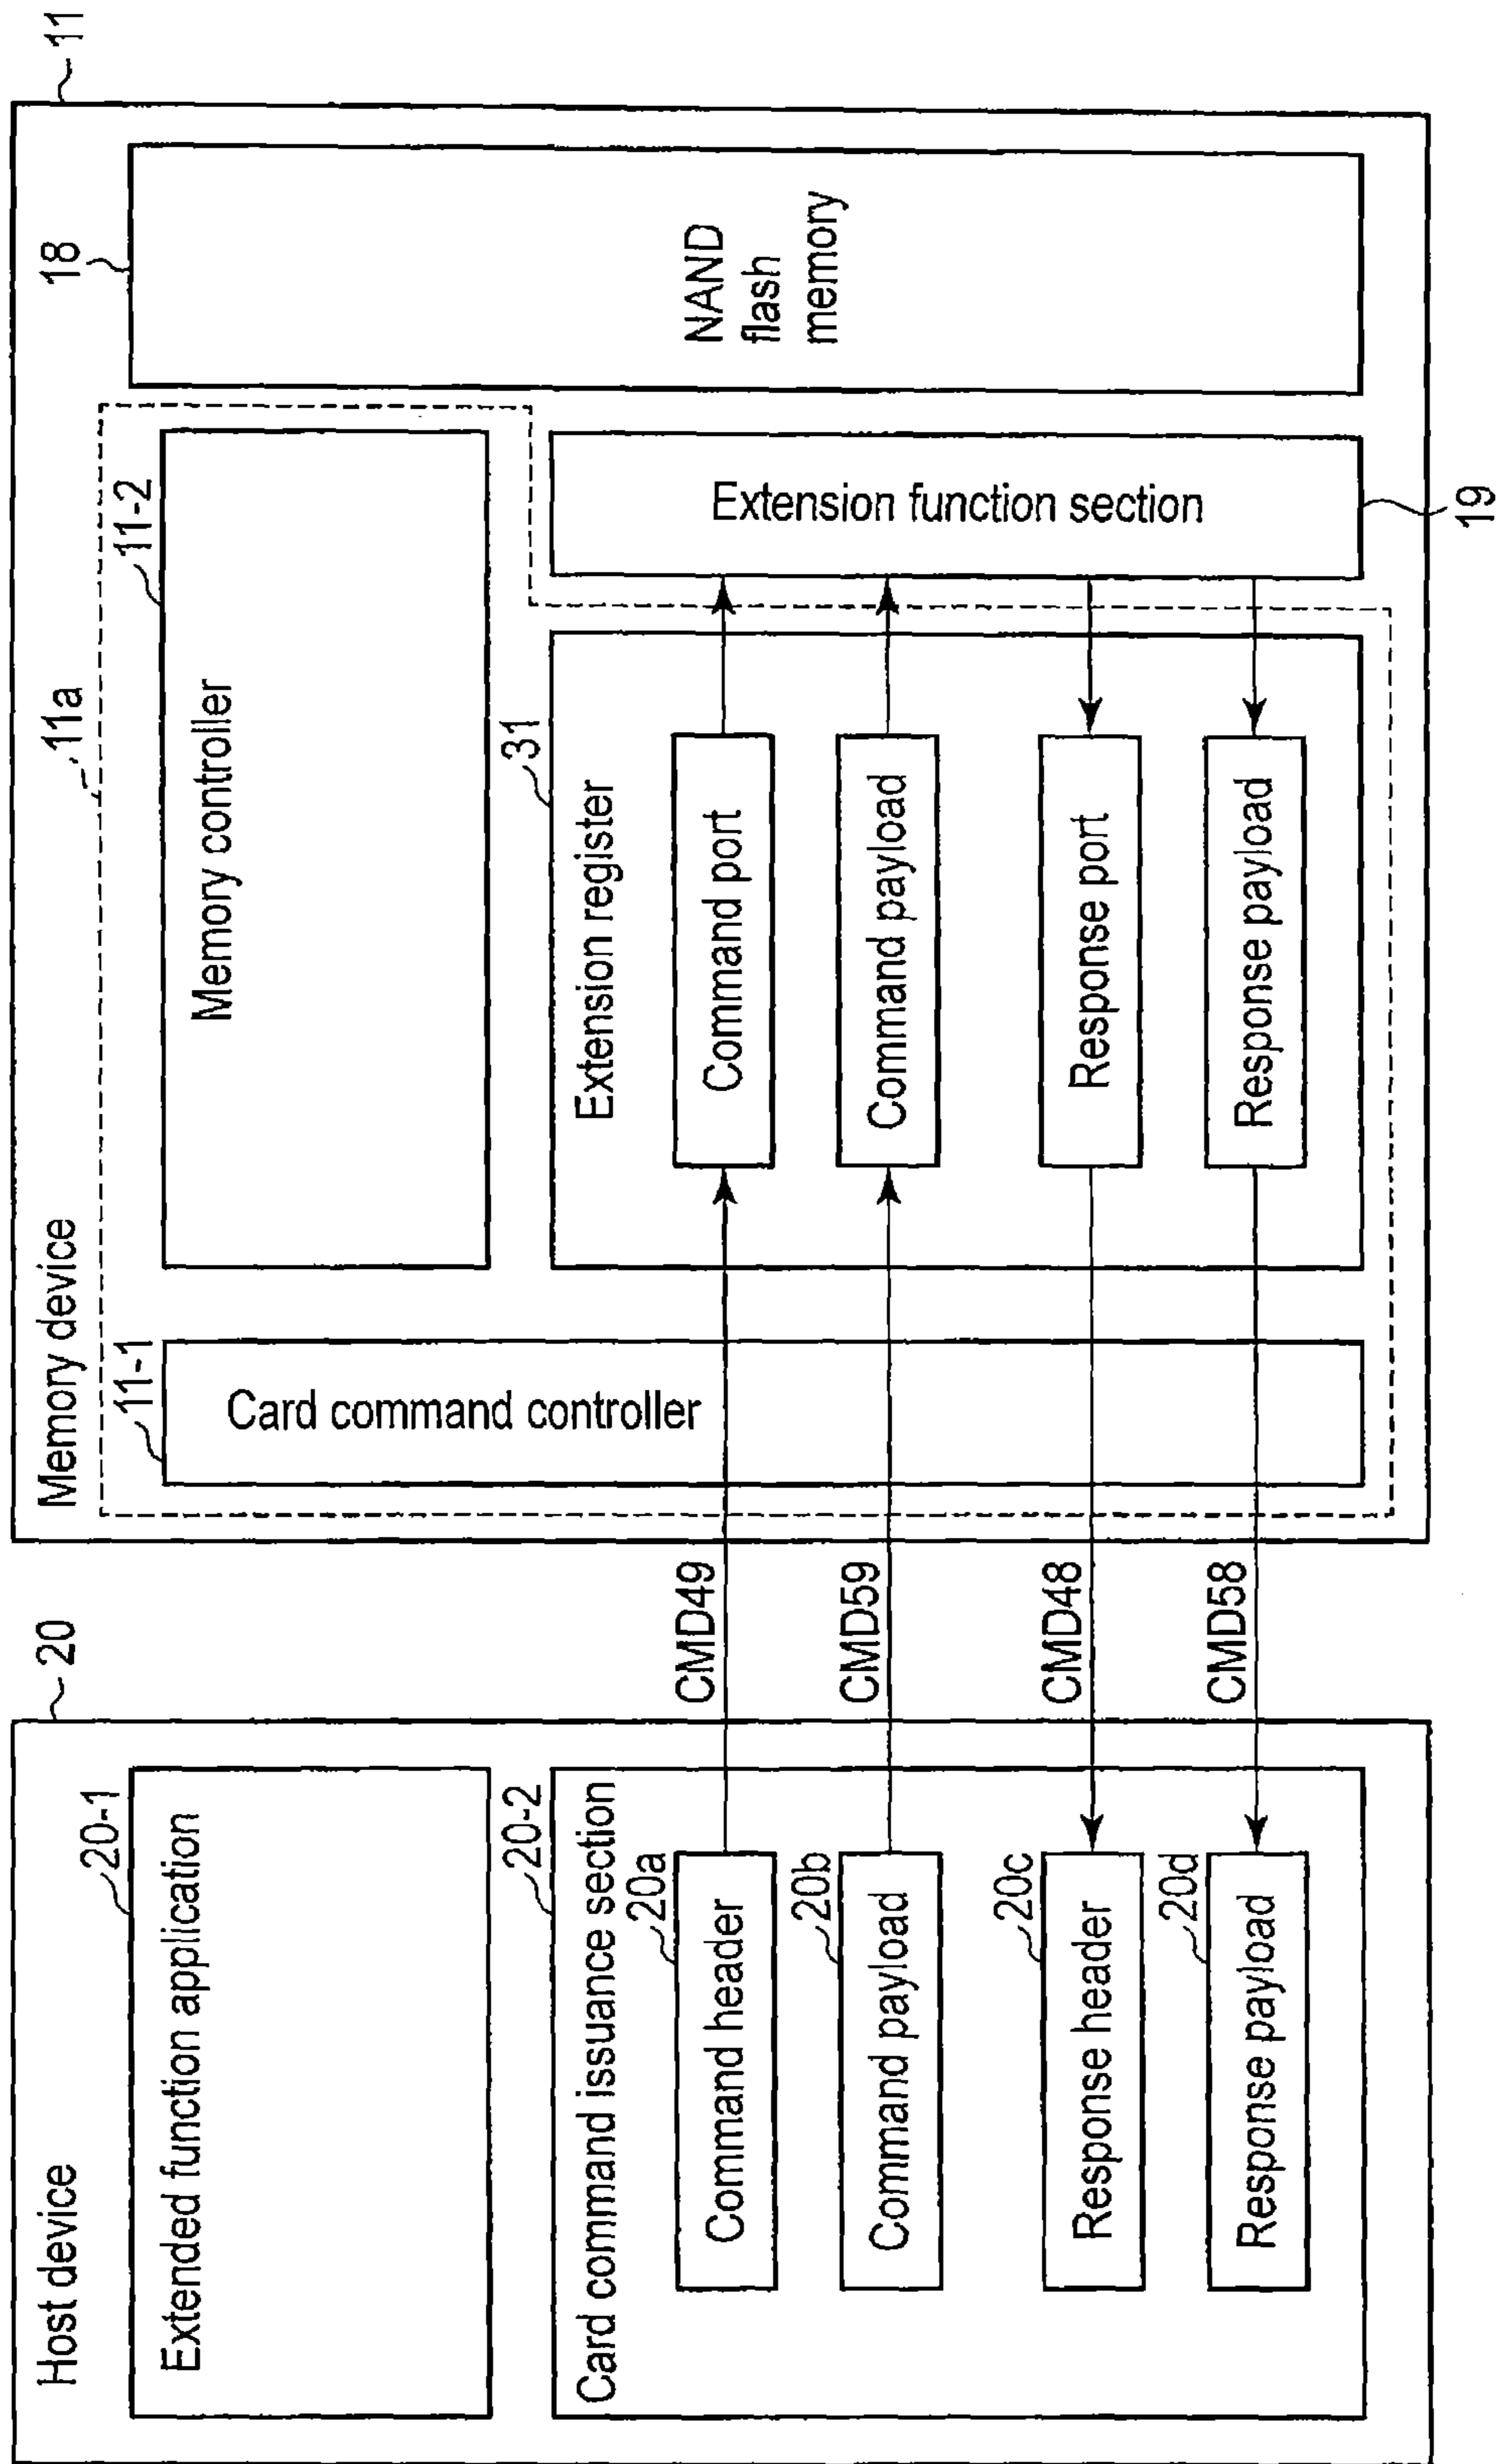 Host device
20
Extended function application
20-1
Card command issuance section
20-2
Command header
20a
Command payload
20b
Response header
20c
Response payload
20d
CMD49
CMD59
CMD48
CMD58
Memory device
11
11a
Card command controller
11-1
Memory controller
11-2
Extension register
31
Command port
Command payload
Response port
Response payload
Extension function section
19
NAND
flash
memory
18